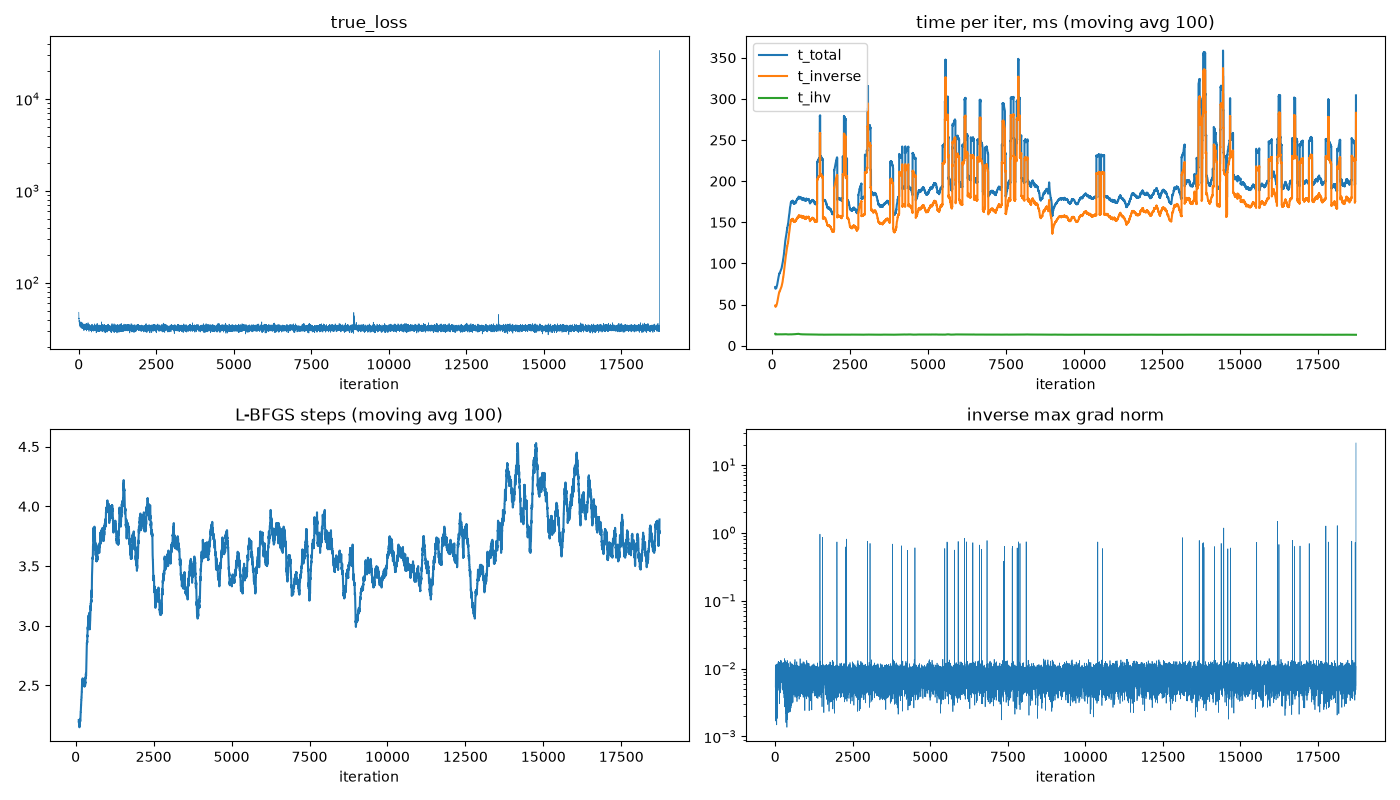 true_loss
10^4
10^3
10^2
0 2500 5000 7500 10000 12500 15000 17500
iteration
time per iter, ms (moving avg 100)
t_total
t_inverse
t_ihv
350
300
250
200
150
100
50
0
0 2500 5000 7500 10000 12500 15000 17500
iteration
L-BFGS steps (moving avg 100)
4.5
4.0
3.5
3.0
2.5
0 2500 5000 7500 10000 12500 15000 17500
iteration
inverse max grad norm
10^1
10^0
10^−1
10^−2
10^−3
0 2500 5000 7500 10000 12500 15000 17500
iteration